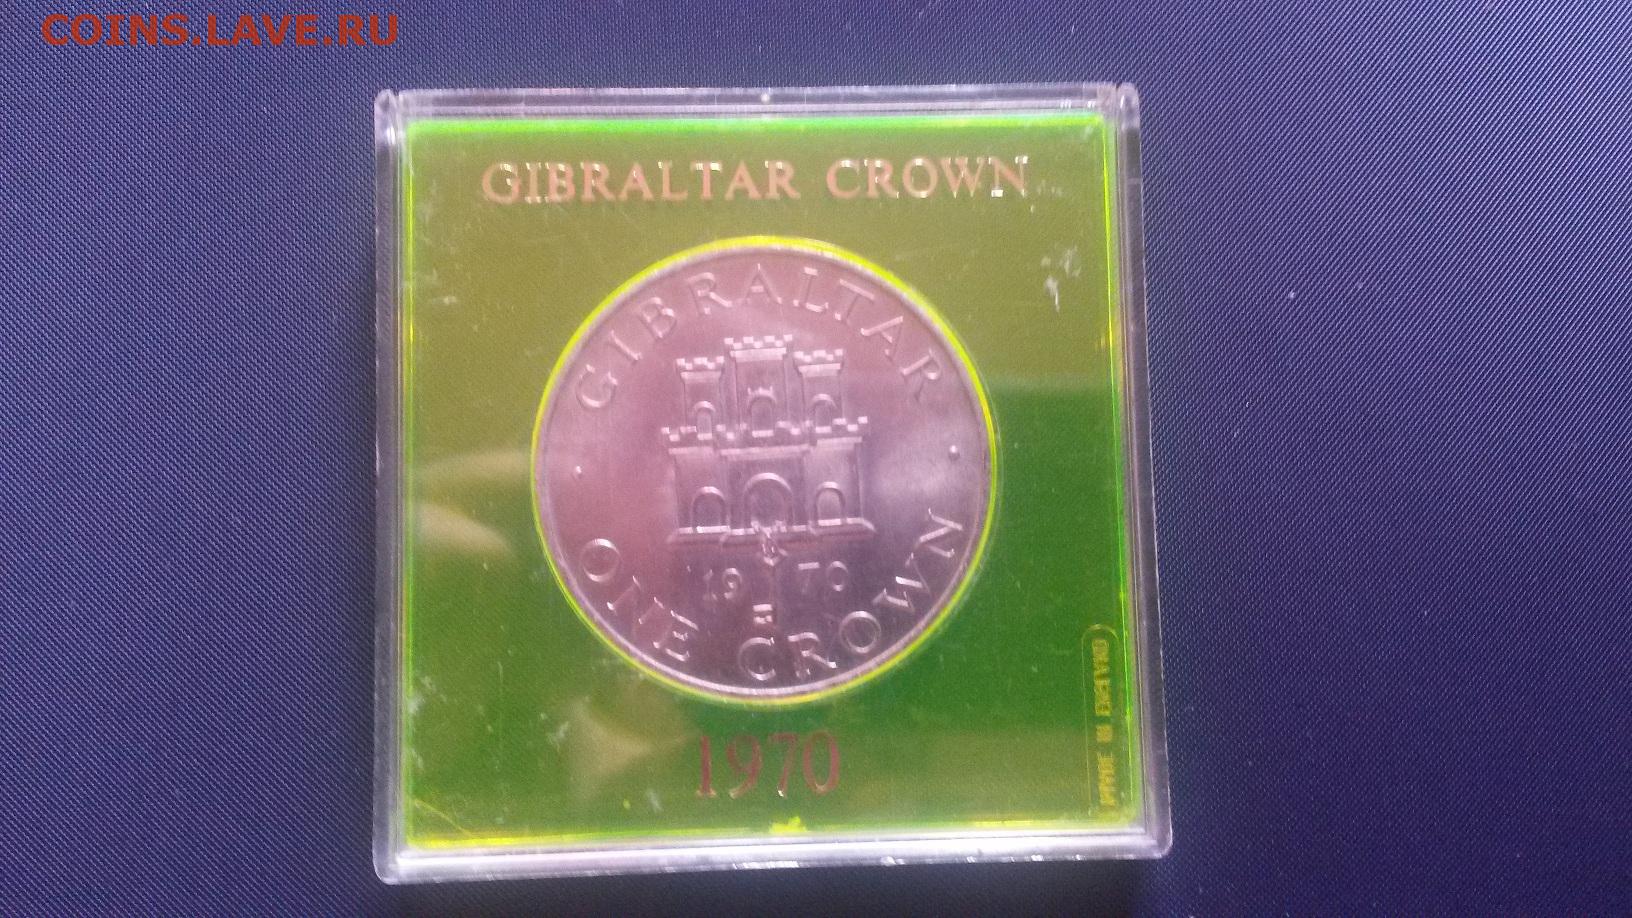 COINS.LAVE.RU
GIBRALTAR CROWN
GIBRALTAR
19 70
ONE CROWN
1970
MADE IN ENGLAND